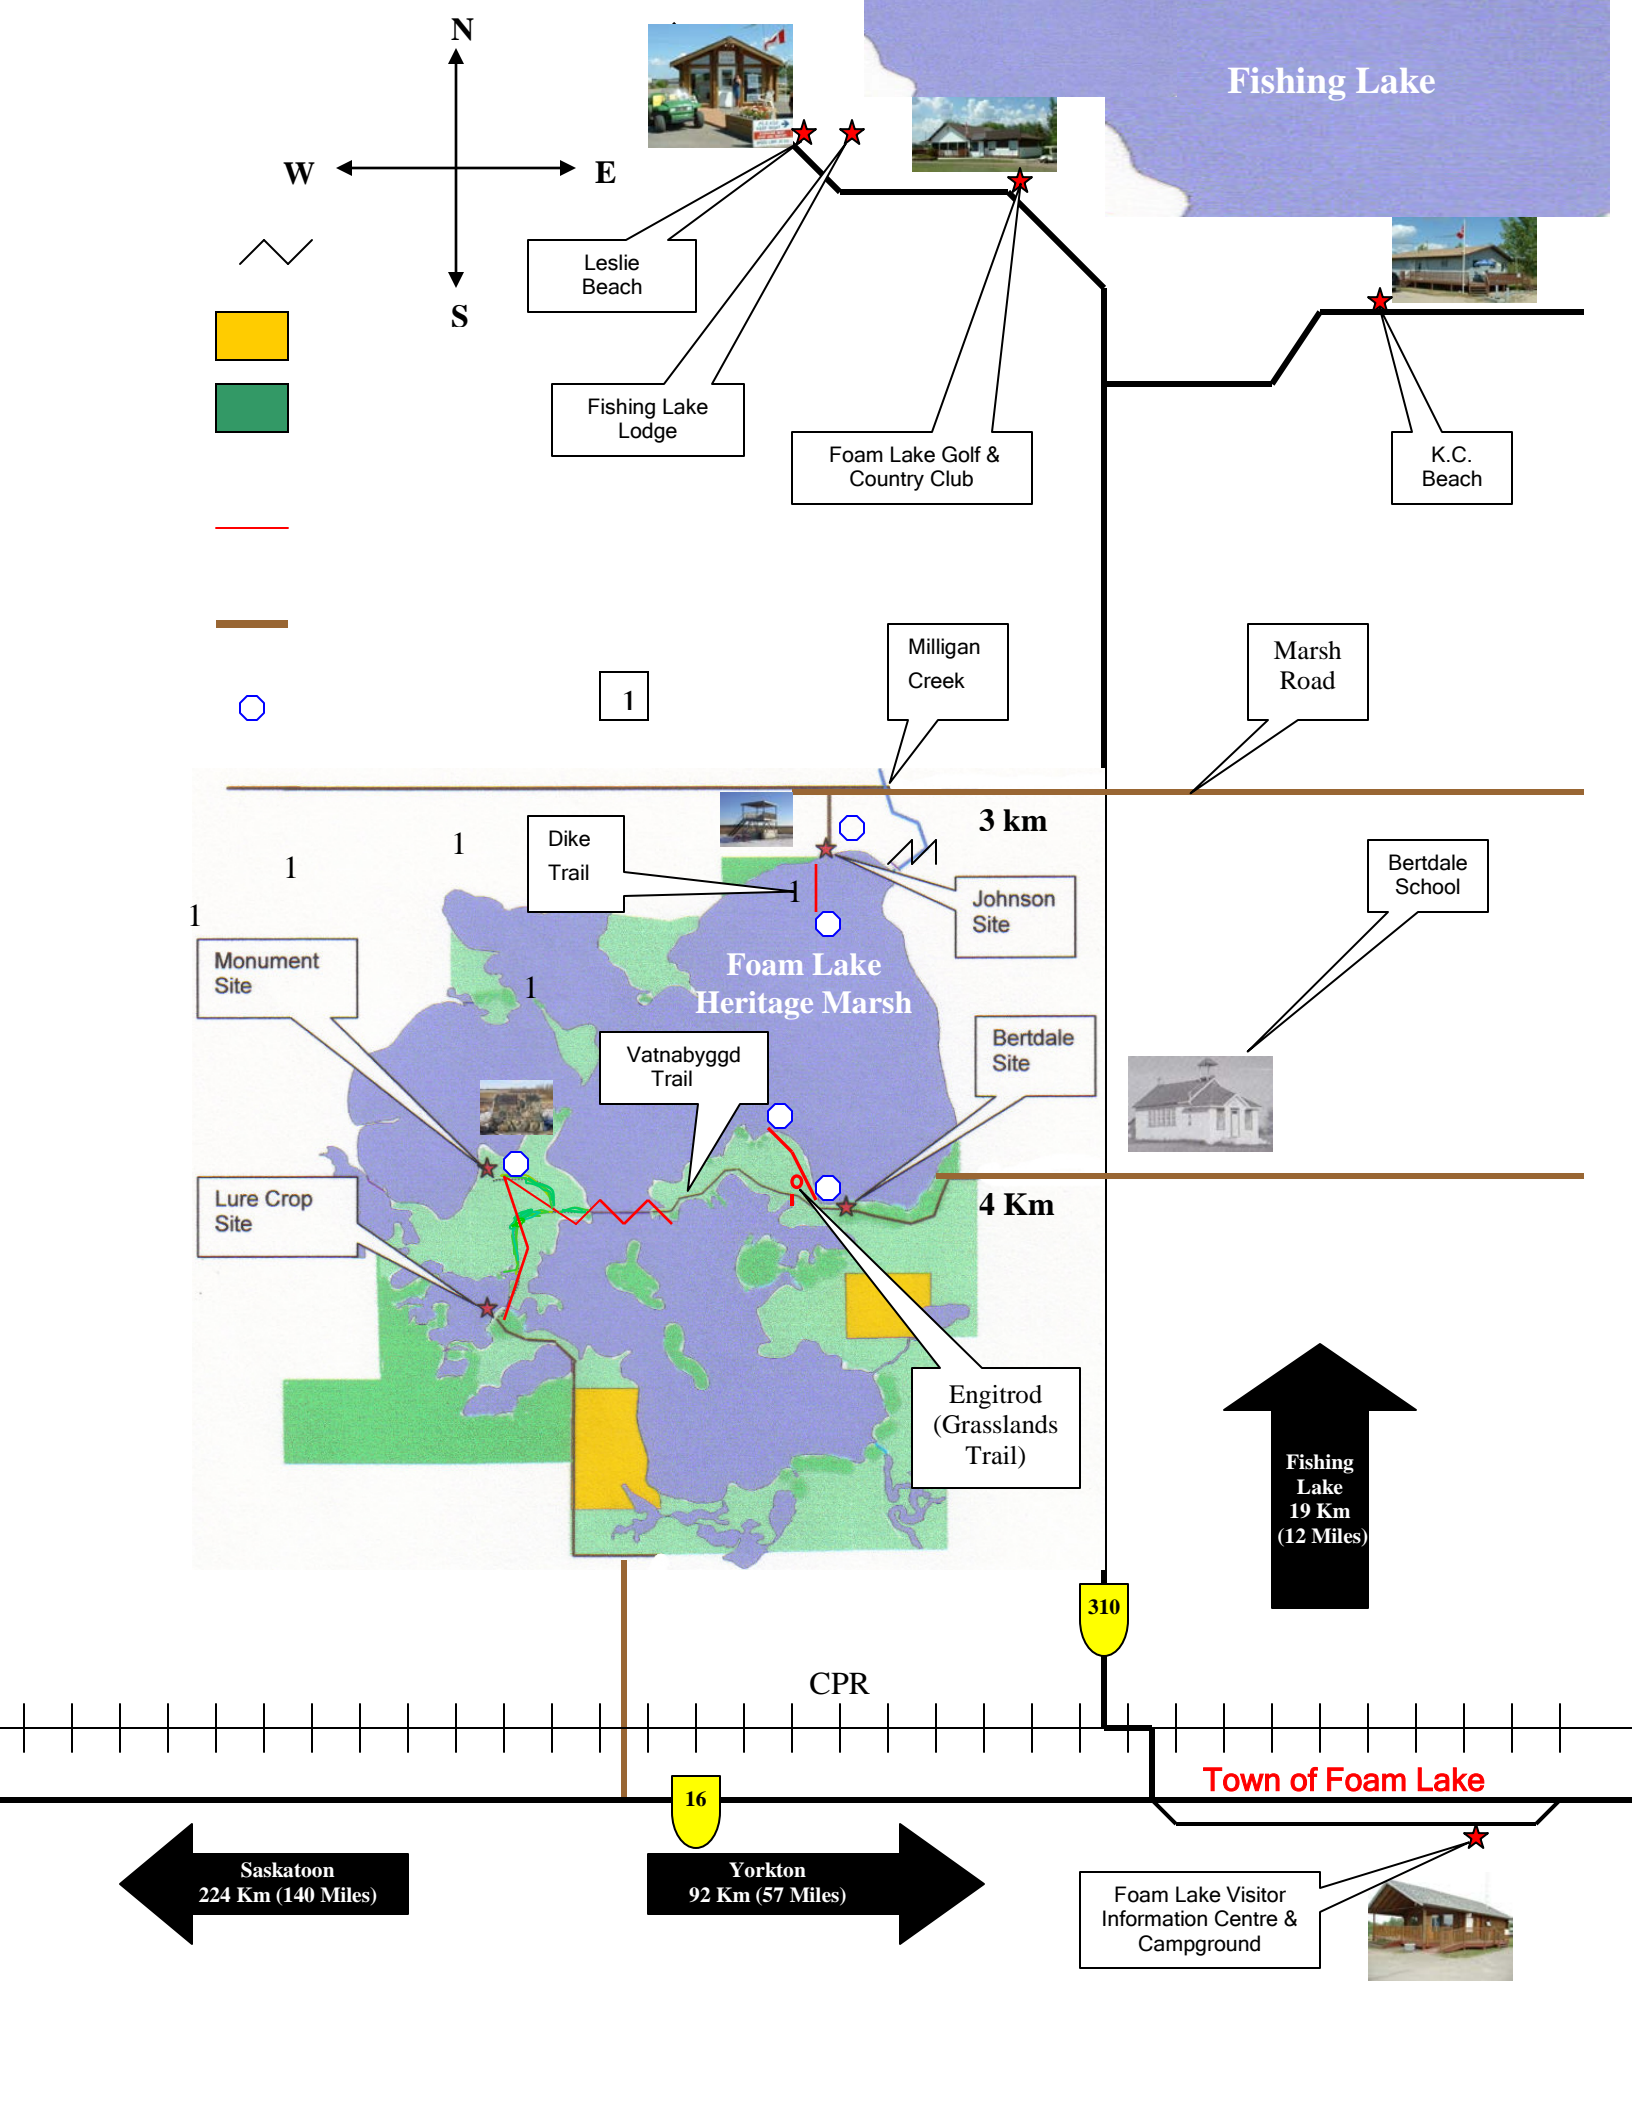 N
Fishing Lake
W
E
S
Leslie
Beach
Fishing Lake
Lodge
Foam Lake Golf &
Country Club
K.C.
Beach
Milligan
Creek
Marsh
Road
1
3 km
Dike
Trail
1
1
1
1
Johnson
Site
Bertdale
School
Monument
Site
Foam Lake
Heritage Marsh
1
Vatnabyggd
Trail
Bertdale
Site
Lure Crop
Site
4 Km
Engitrod
(Grasslands
Trail)
Fishing
Lake
19 Km
(12 Miles)
310
CPR
Town of Foam Lake
16
Saskatoon
224 Km (140 Miles)
Yorkton
92 Km (57 Miles)
Foam Lake Visitor
Information Centre &
Campground